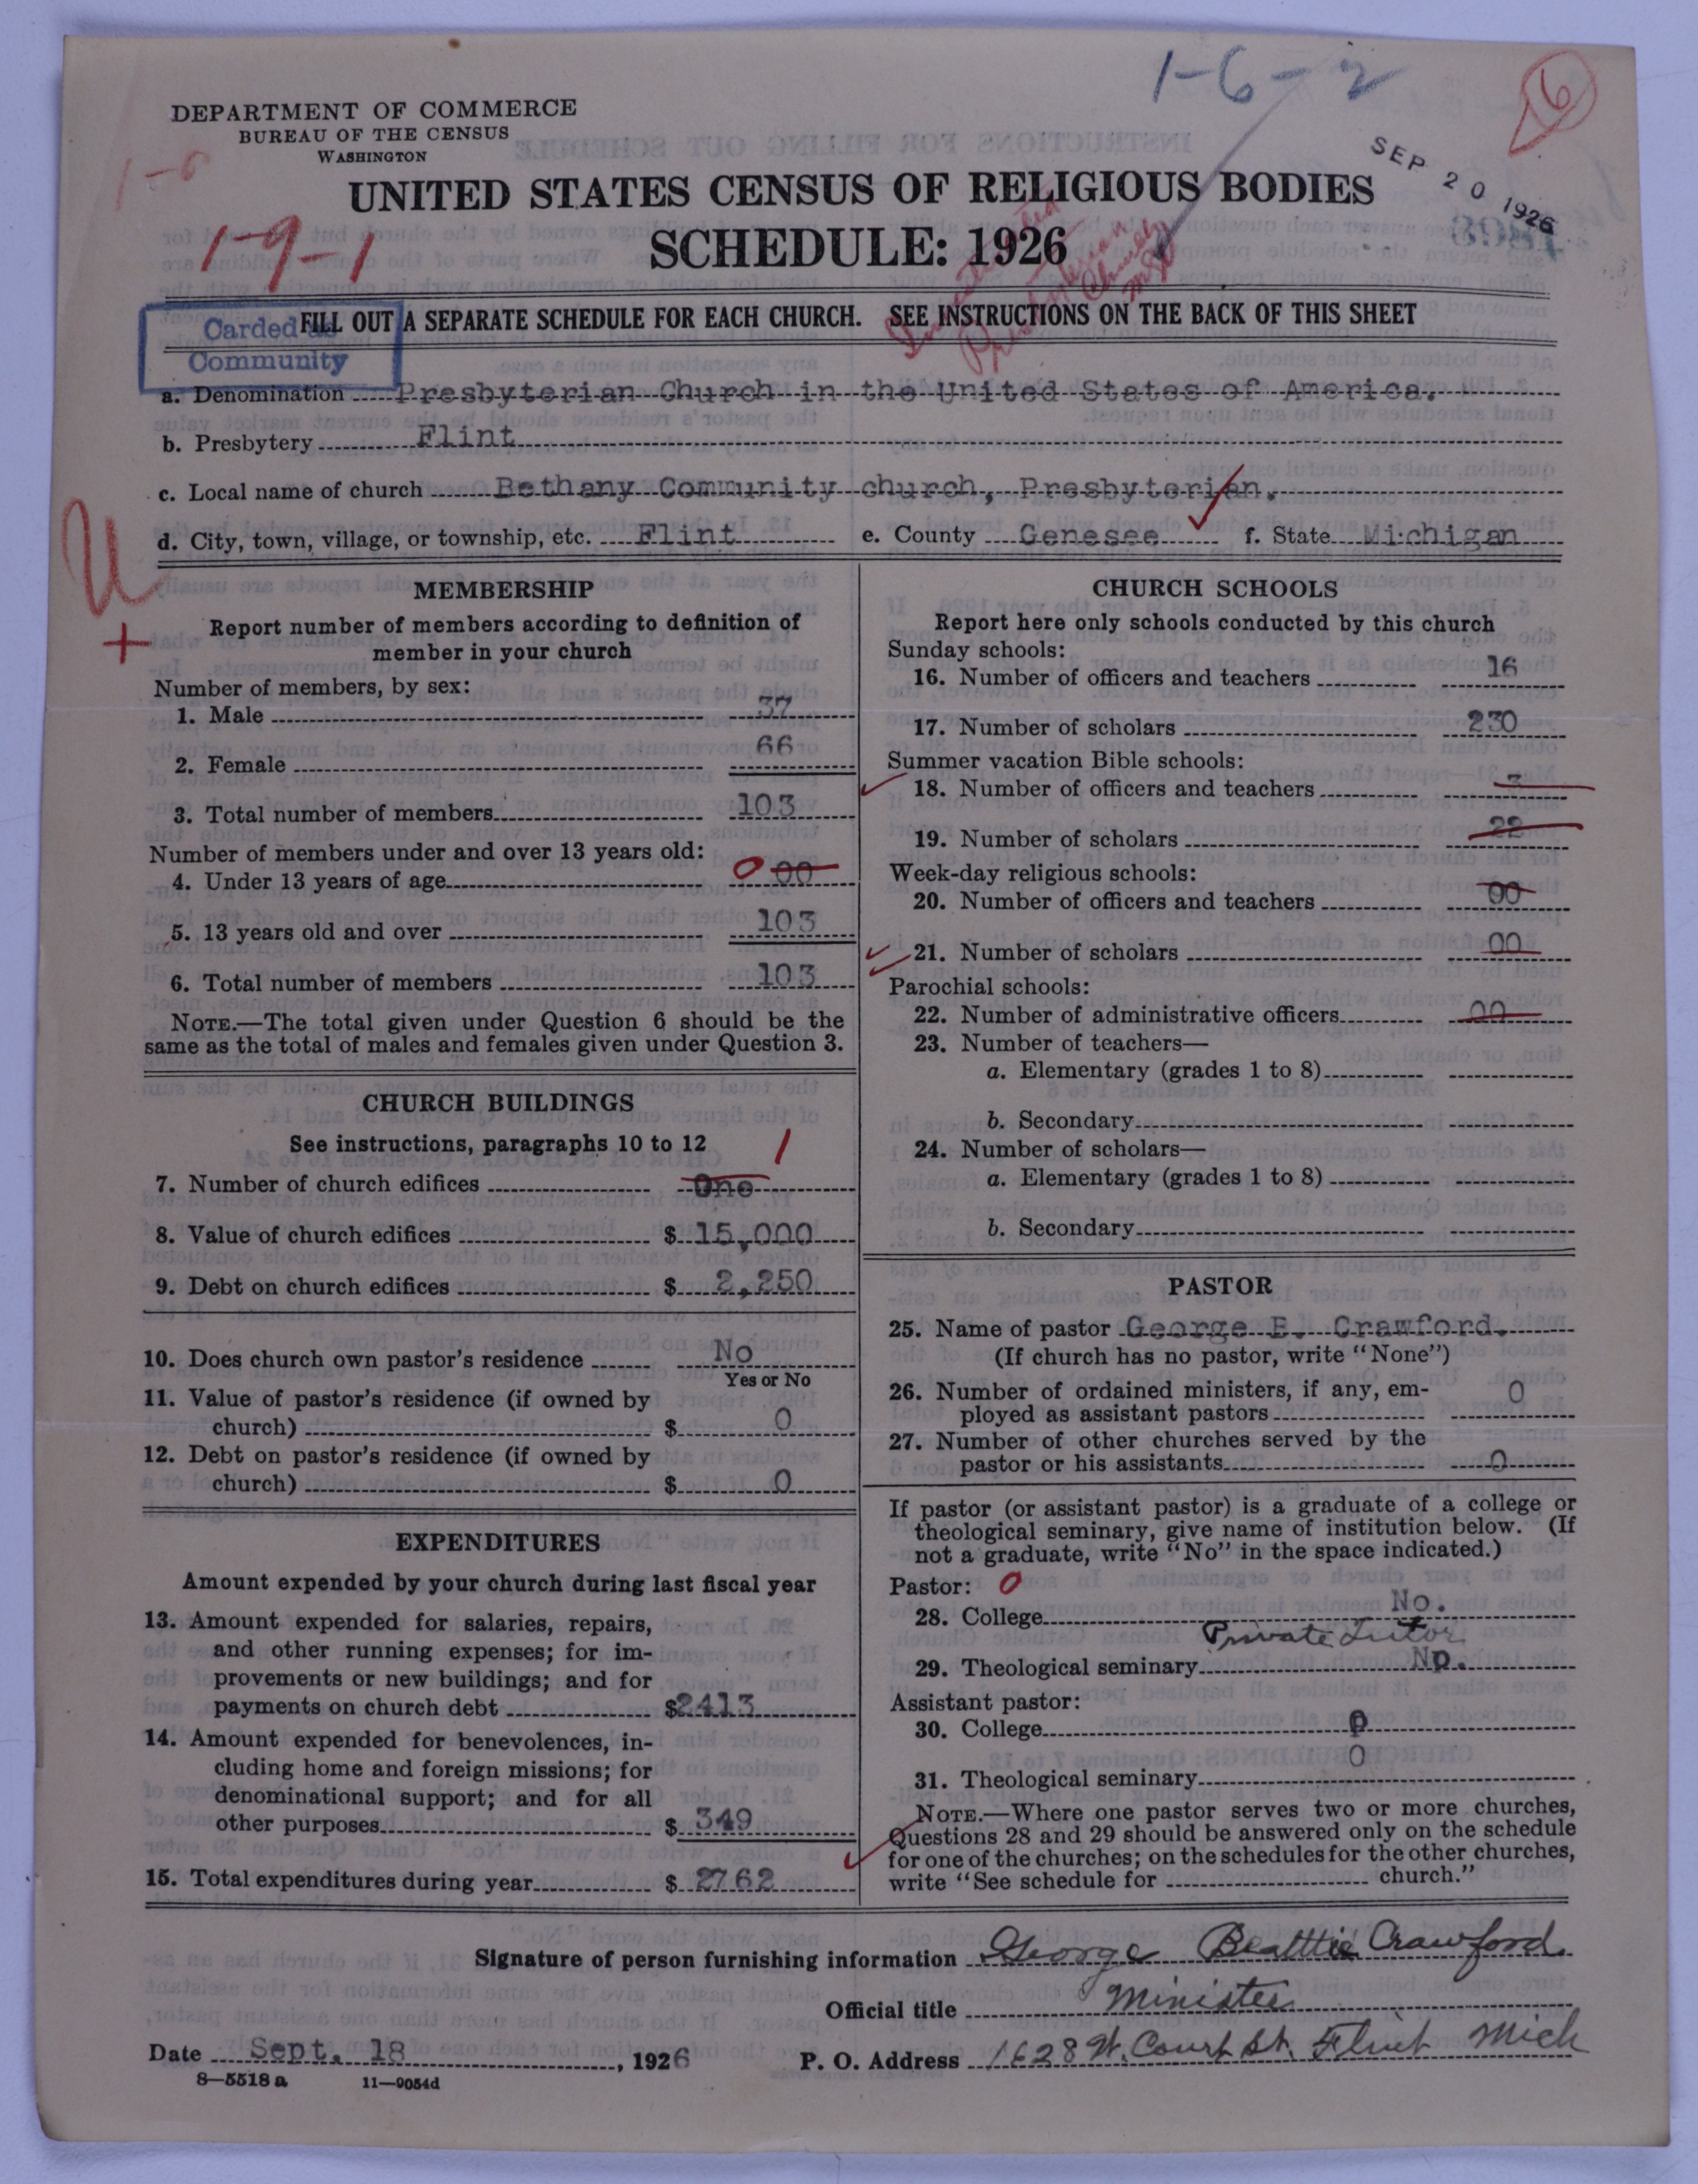 1-6-2
6
DEPARTMENT OF COMMERCE
BUREAU OF THE CENSUS
WASHINGTON
SEP 20 1926
UNITED STATES CENSUS OF RELIGIOUS BODIES
1-9-1
SCHEDULE: 1926
Presbyterian
Church
Carded as
Community
FILL OUT A SEPARATE SCHEDULE FOR EACH CHURCH. SEE INSTRUCTIONS ON THE BACK OF THIS SHEET
a. Denomination Presbyterian Church in the United States of America.
b. Presbytery Flint
c. Local name of church Bethany Community church, Presbyterian.
d. City, town, village, or township, etc. Flint e. County Genesee f. State Michigan
U
+
MEMBERSHIP
Report number of members according to definition of
member in your church
Number of members, by sex:
1. Male 37
2. Female 66
3. Total number of members 103
Number of members under and over 13 years old:
4. Under 13 years of age 0 00
5. 13 years old and over 103
6. Total number of members 103
NOTE.—The total given under Question 6 should be the
same as the total of males and females given under Question 3.
CHURCH BUILDINGS
See instructions, paragraphs 10 to 12
1
7. Number of church edifices One
8. Value of church edifices $ 15,000
9. Debt on church edifices $ 2,250
10. Does church own pastor's residence No
Yes or No
11. Value of pastor's residence (if owned by
church) $ 0
12. Debt on pastor's residence (if owned by
church) $ 0
EXPENDITURES
Amount expended by your church during last fiscal year
13. Amount expended for salaries, repairs,
and other running expenses; for im-
provements or new buildings; and for
payments on church debt $2413
14. Amount expended for benevolences, in-
cluding home and foreign missions; for
denominational support; and for all
other purposes $ 349
15. Total expenditures during year $ 2762
CHURCH SCHOOLS
Report here only schools conducted by this church
Sunday schools:
16. Number of officers and teachers 16
17. Number of scholars 230
Summer vacation Bible schools:
18. Number of officers and teachers 3
19. Number of scholars 22
Week-day religious schools:
20. Number of officers and teachers 00
21. Number of scholars 00
Parochial schools:
22. Number of administrative officers 00
23. Number of teachers—
a. Elementary (grades 1 to 8)
b. Secondary
24. Number of scholars—
a. Elementary (grades 1 to 8)
b. Secondary
PASTOR
25. Name of pastor George B. Crawford.
(If church has no pastor, write "None")
26. Number of ordained ministers, if any, em-
ployed as assistant pastors 0
27. Number of other churches served by the
pastor or his assistants 0
If pastor (or assistant pastor) is a graduate of a college or
theological seminary, give name of institution below. (If
not a graduate, write "No" in the space indicated.)
Pastor: 0
28. College No.
Private Tutor
29. Theological seminary No.
Assistant pastor:
30. College 0
0
31. Theological seminary
NOTE.—Where one pastor serves two or more churches,
Questions 28 and 29 should be answered only on the schedule
for one of the churches; on the schedules for the other churches,
write "See schedule for church."
Signature of person furnishing information George Beatttie Crawford.
Official title Minister
Date Sept. 18, 1926 P. O. Address 1628 W. Court St. Flint Mich
8—5518a 11—9054d